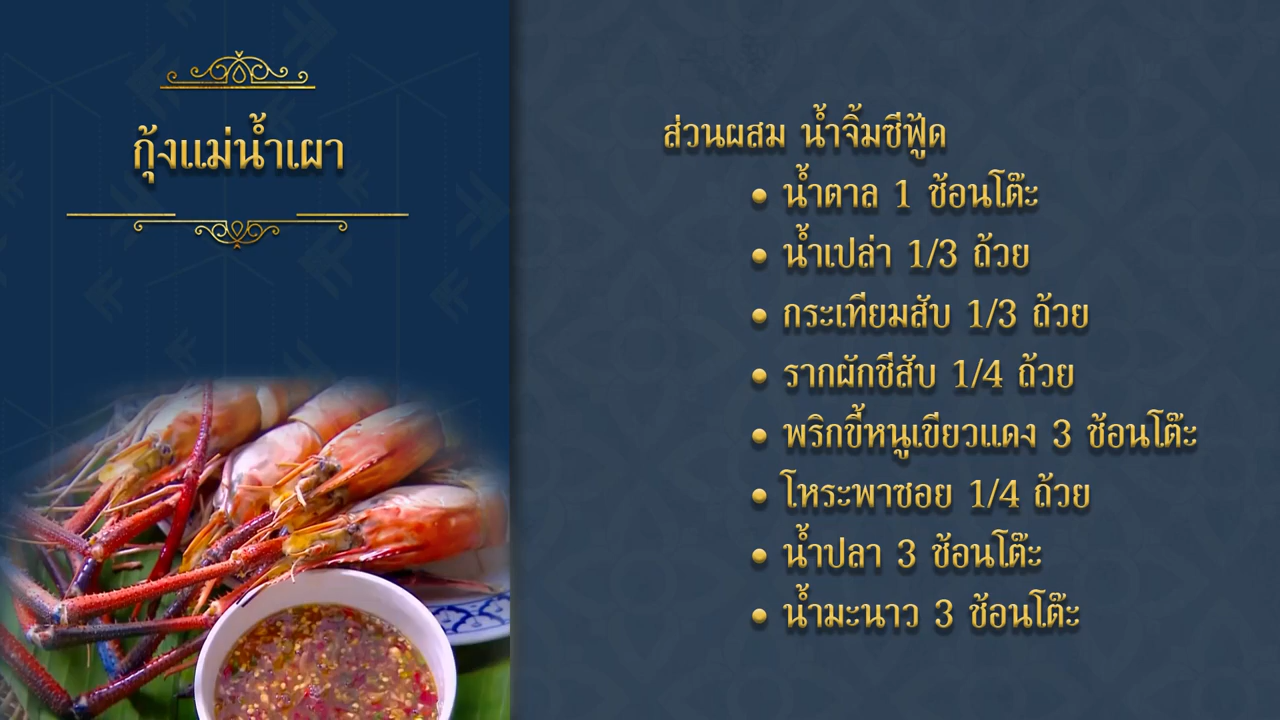 กุ้งแม่น้ำเผา
ส่วนผสม น้ำจิ้มซีฟู้ด
• น้ำตาล 1 ช้อนโต๊ะ
• น้ำเปล่า 1/3 ถ้วย
• กระเทียมสับ 1/3 ถ้วย
• รากผักชีสับ 1/4 ถ้วย
• พริกขี้หนูเขียวแดง 3 ช้อนโต๊ะ
• โหระพาซอย 1/4 ถ้วย
• น้ำปลา 3 ช้อนโต๊ะ
• น้ำมะนาว 3 ช้อนโต๊ะ